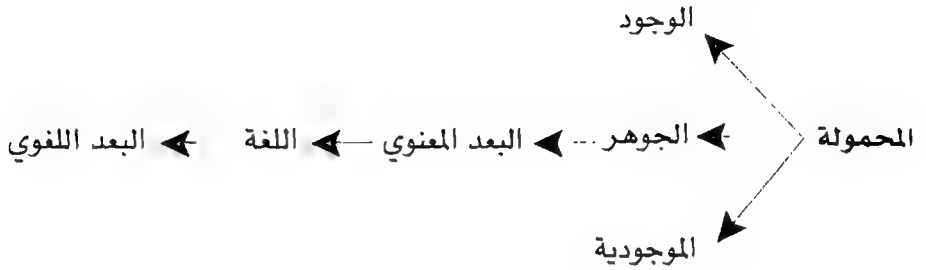 الوجود
المحمولة الجوهر البعد المعنوي اللغة البعد اللغوي
الموجودية